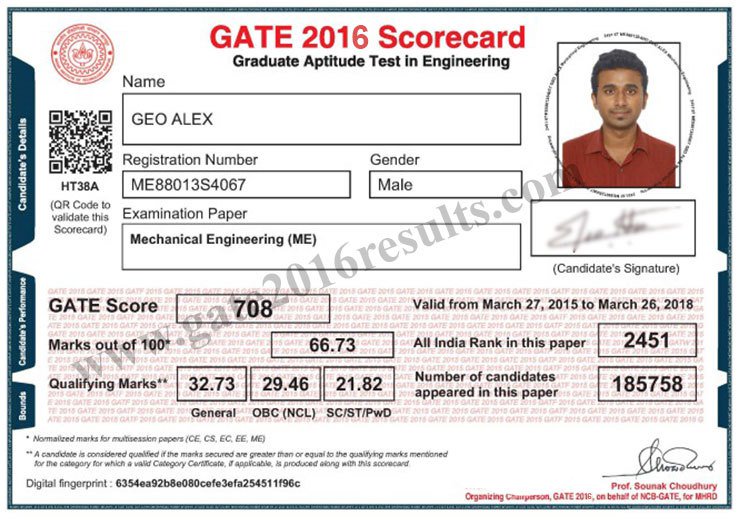 GATE 2016 Scorecard
Graduate Aptitude Test in Engineering
Candidate's Details
HT38A
(QR Code to
validate this
Scorecard)
Name
GEO ALEX
Registration Number
Gender
ME88013S4067
Male
Examination Paper
Mechanical Engineering (ME)
(Candidate's Signature)
www.gate2016results.com
Candidate's Performance
GATE Score
708
Valid from March 27, 2015 to March 26, 2018
Marks out of 100*
66.73
All India Rank in this paper
2451
Qualifying Marks**
32.73
29.46
21.82
Number of candidates
appeared in this paper
185758
General
OBC (NCL)
SC/ST/PwD
* Normalized marks for multisession papers (CE, CS, EC, EE, ME)
** A candidate is considered qualified if the marks secured are greater than or equal to the qualifying marks mentioned
for the category for which a valid Category Certificate, if applicable, is produced along with this scorecard.
Digital fingerprint : 6354ea92b8e080cefe3efa254511f96c
Prof. Sounak Choudhury
Organizing Chairperson, GATE 2016, on behalf of NCB-GATE, for MHRD